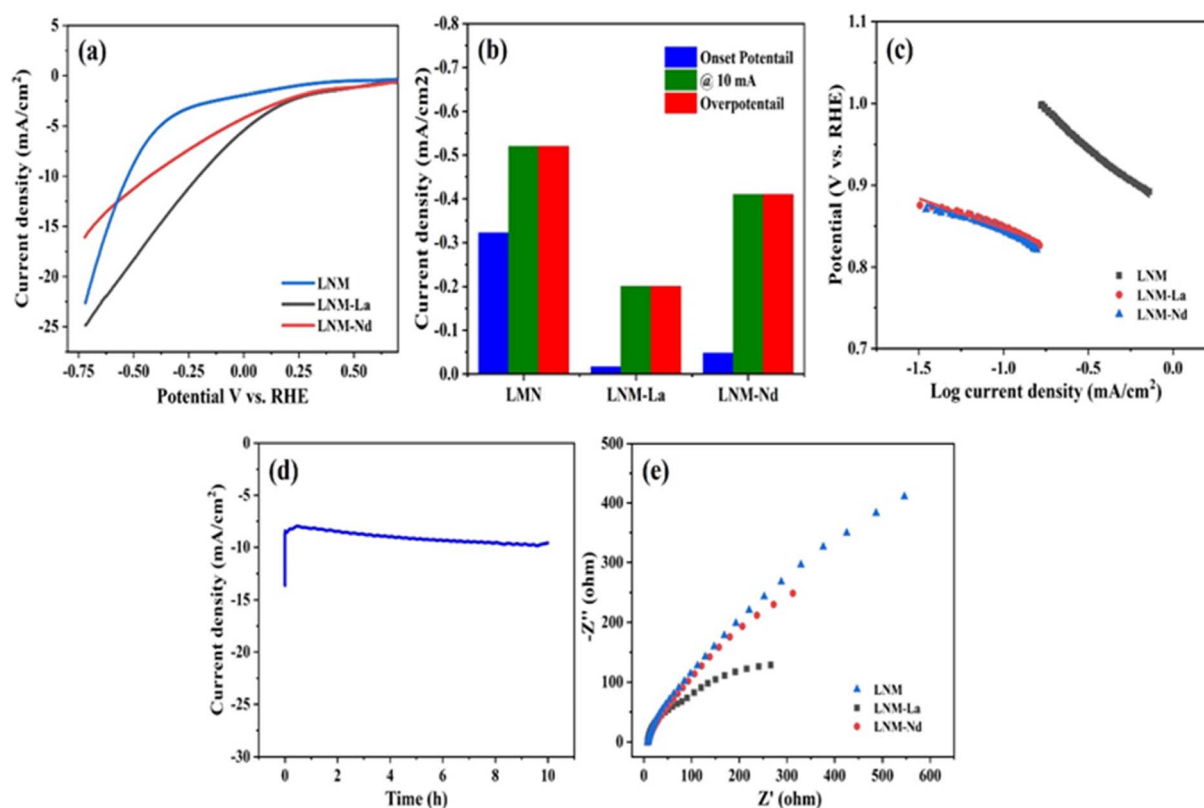 (a)
Current density (mA/cm²)
5
0
-5
-10
-15
-20
-25
LNM
LNM-La
LNM-Nd
-0.75 -0.50 -0.25 0.00 0.25 0.50
Potential V vs. RHE
(b)
Current density (mA/cm2)
-0.8
-0.7
-0.6
-0.5
-0.4
-0.3
-0.2
-0.1
0.0
Onset Potentail
@ 10 mA
Overpotentail
LMN LNM-La LNM-Nd
(c)
Potential (V vs. RHE)
1.1
1.0
0.9
0.8
0.7
LNM
LNM-La
LNM-Nd
-1.5 -1.0 -0.5 0.0
Log current density (mA/cm²)
(d)
Current density (mA/cm²)
0
-5
-10
-15
-20
-25
-30
0 2 4 6 8 10
Time (h)
(e)
-Z'' (ohm)
500
400
300
200
100
0
LNM
LNM-La
LNM-Nd
0 100 200 300 400 500 600
Z' (ohm)